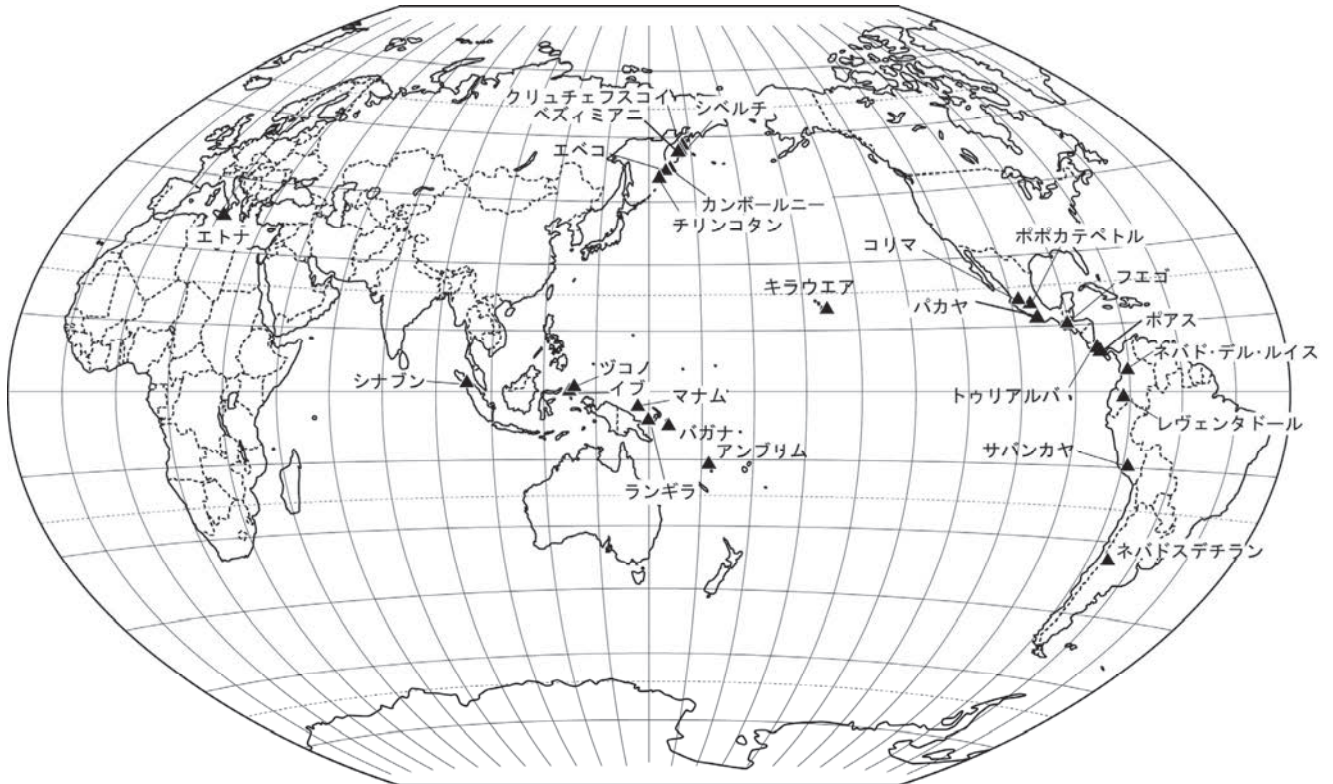 クリュチェフスコイ
シベルチ
ベズィミアニ
エベコ
カンボールニー
チリンコタン
エトナ
ポポカテペトル
コリマ
フエゴ
キラウエア
パカヤ
ポアス
ネバド・デル・ルイス
シナブン
ヅコノ
イブ
マナム
トゥリアルバ
レヴェンタドール
バガナ
アンブリム
サバンカヤ
ランギラ
ネバドスデチラン